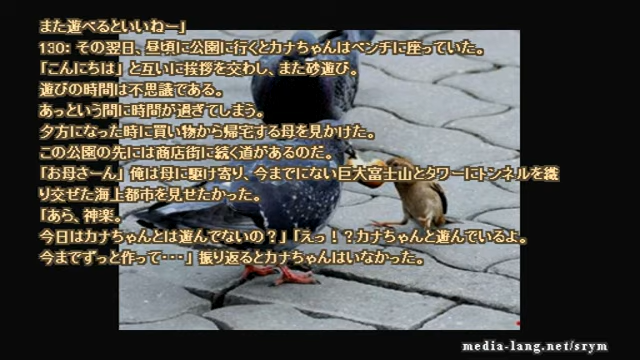 また遊べるといいねー」
130: その翌日、昼頃に公園に行くとカナちゃんはベンチに座っていた。
「こんにちは」と互いに挨拶を交わし、また砂遊び。
遊びの時間は不思議である。
あっという間に時間が過ぎてしまう。
夕方になった時に買い物から帰宅する母を見かけた。
この公園の先には商店街に続く道があるのだ。
「お母さーん」俺は母に駆け寄り、今までにない巨大富士山とタワーにトンネルを織
り交ぜた海上都市を見せたかった。
「あら、神楽。
今日はカナちゃんとは遊んでないの？」「えっ！？カナちゃんと遊んでいるよ。
今までずっと作って・・・」振り返るとカナちゃんはいなかった。
media-lang.net/srym